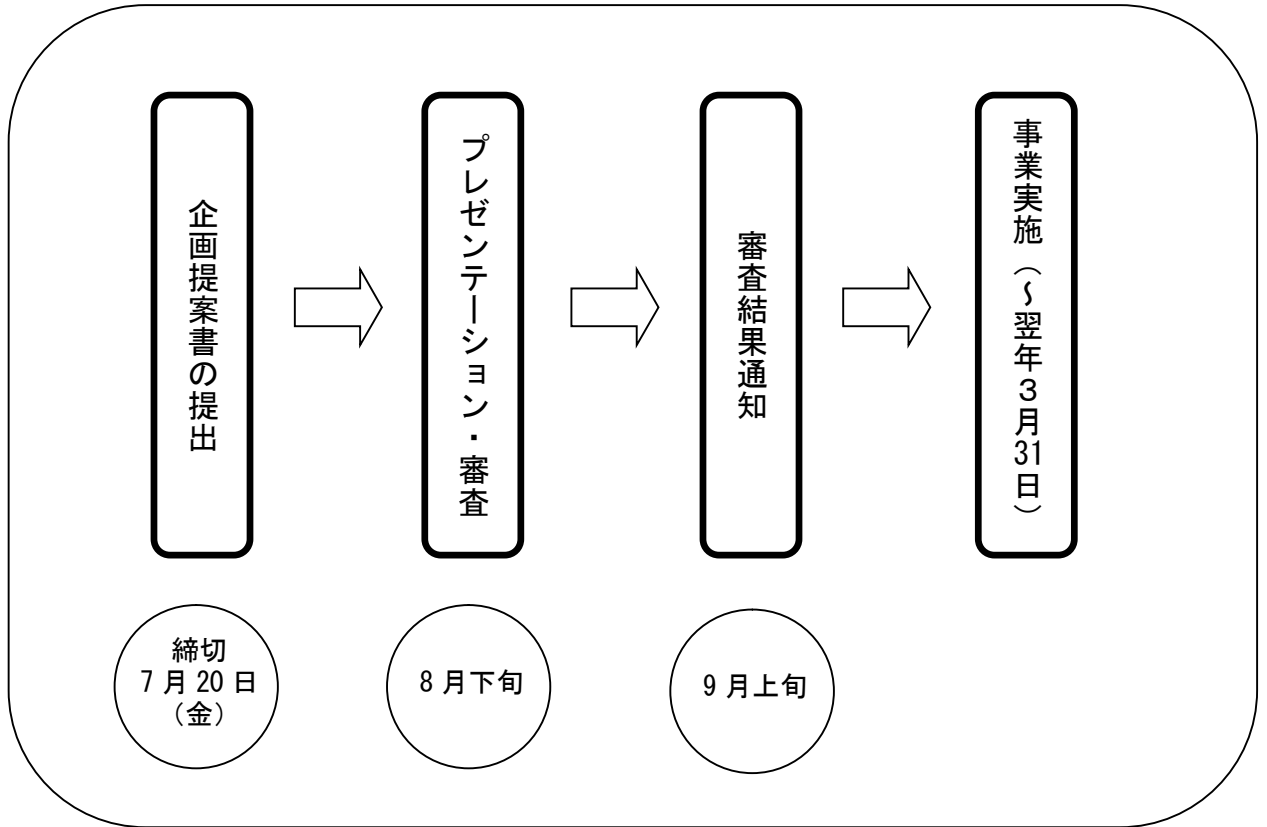 企画提案書の提出
プレゼンテーション・審査
審査結果通知
事業実施（～翌年３月31日）
締切
7月20日
（金）
8月下旬
9月上旬